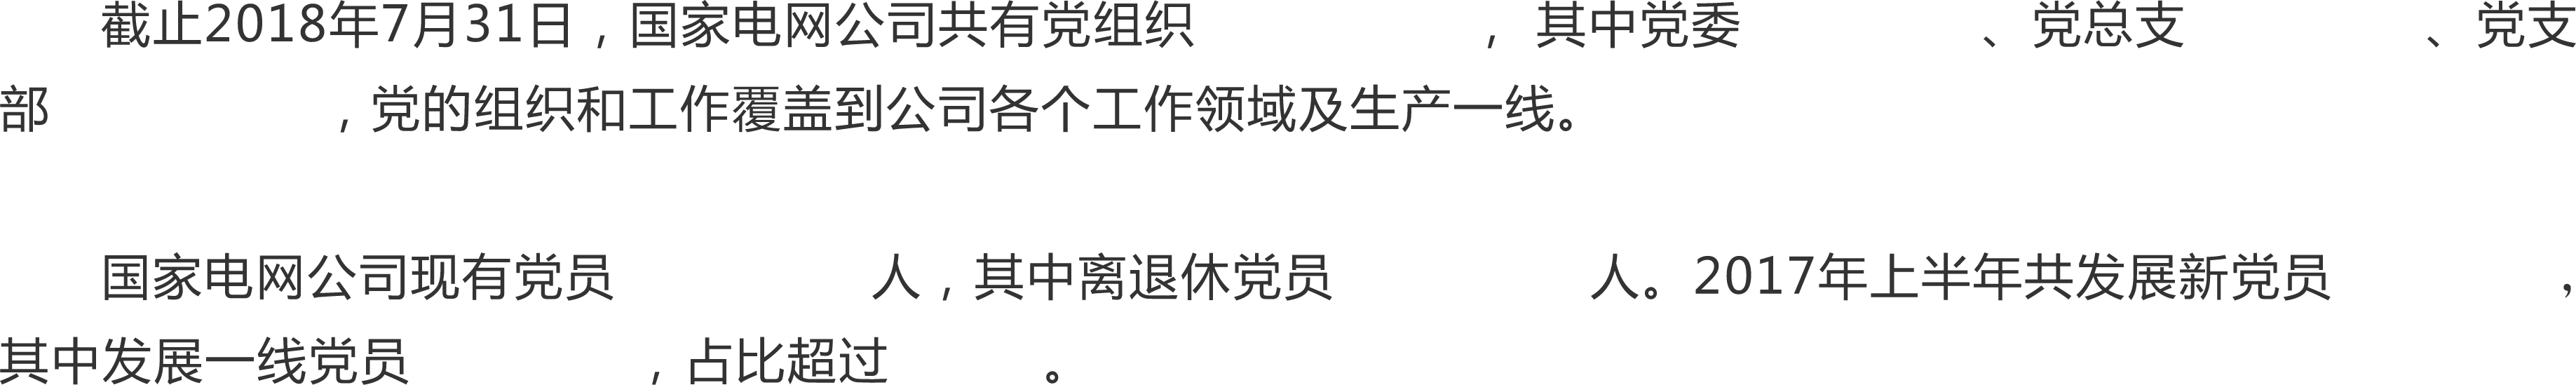 截止2018年7月31日，国家电网公司共有党组织 ，其中党委 、党总支 、党支
部 ，党的组织和工作覆盖到公司各个工作领域及生产一线。
国家电网公司现有党员 人，其中离退休党员 人。2017年上半年共发展新党员 ，
其中发展一线党员 ，占比超过 。